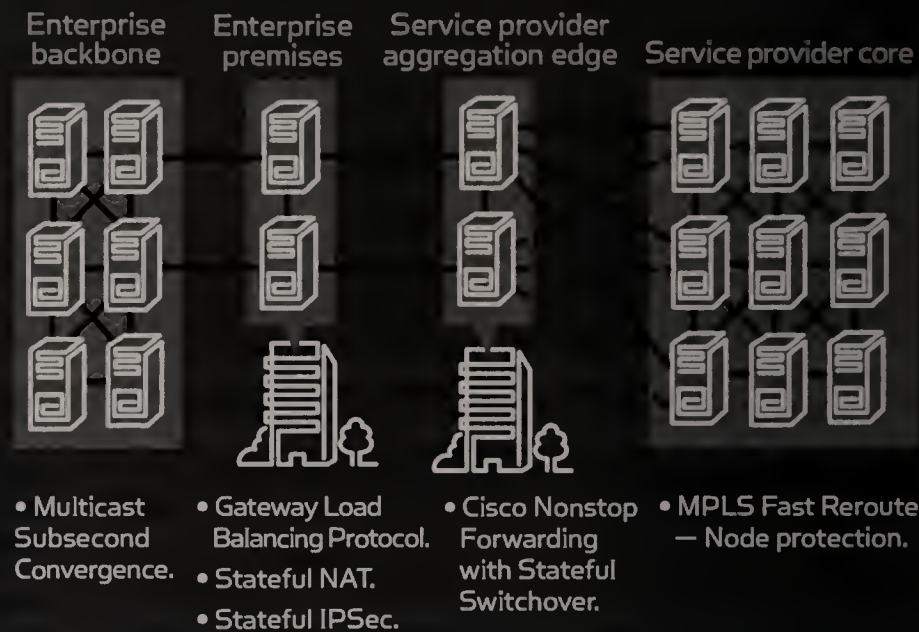 Enterprise
backbone
Enterprise
premises
Service provider
aggregation edge
Service provider core
• Multicast
Subsecond
Convergence.
• Gateway Load
Balancing Protocol.
• Stateful NAT.
• Stateful IPSec.
• Cisco Nonstop
Forwarding
with Stateful
Switchover.
• MPLS Fast Reroute
— Node protection.